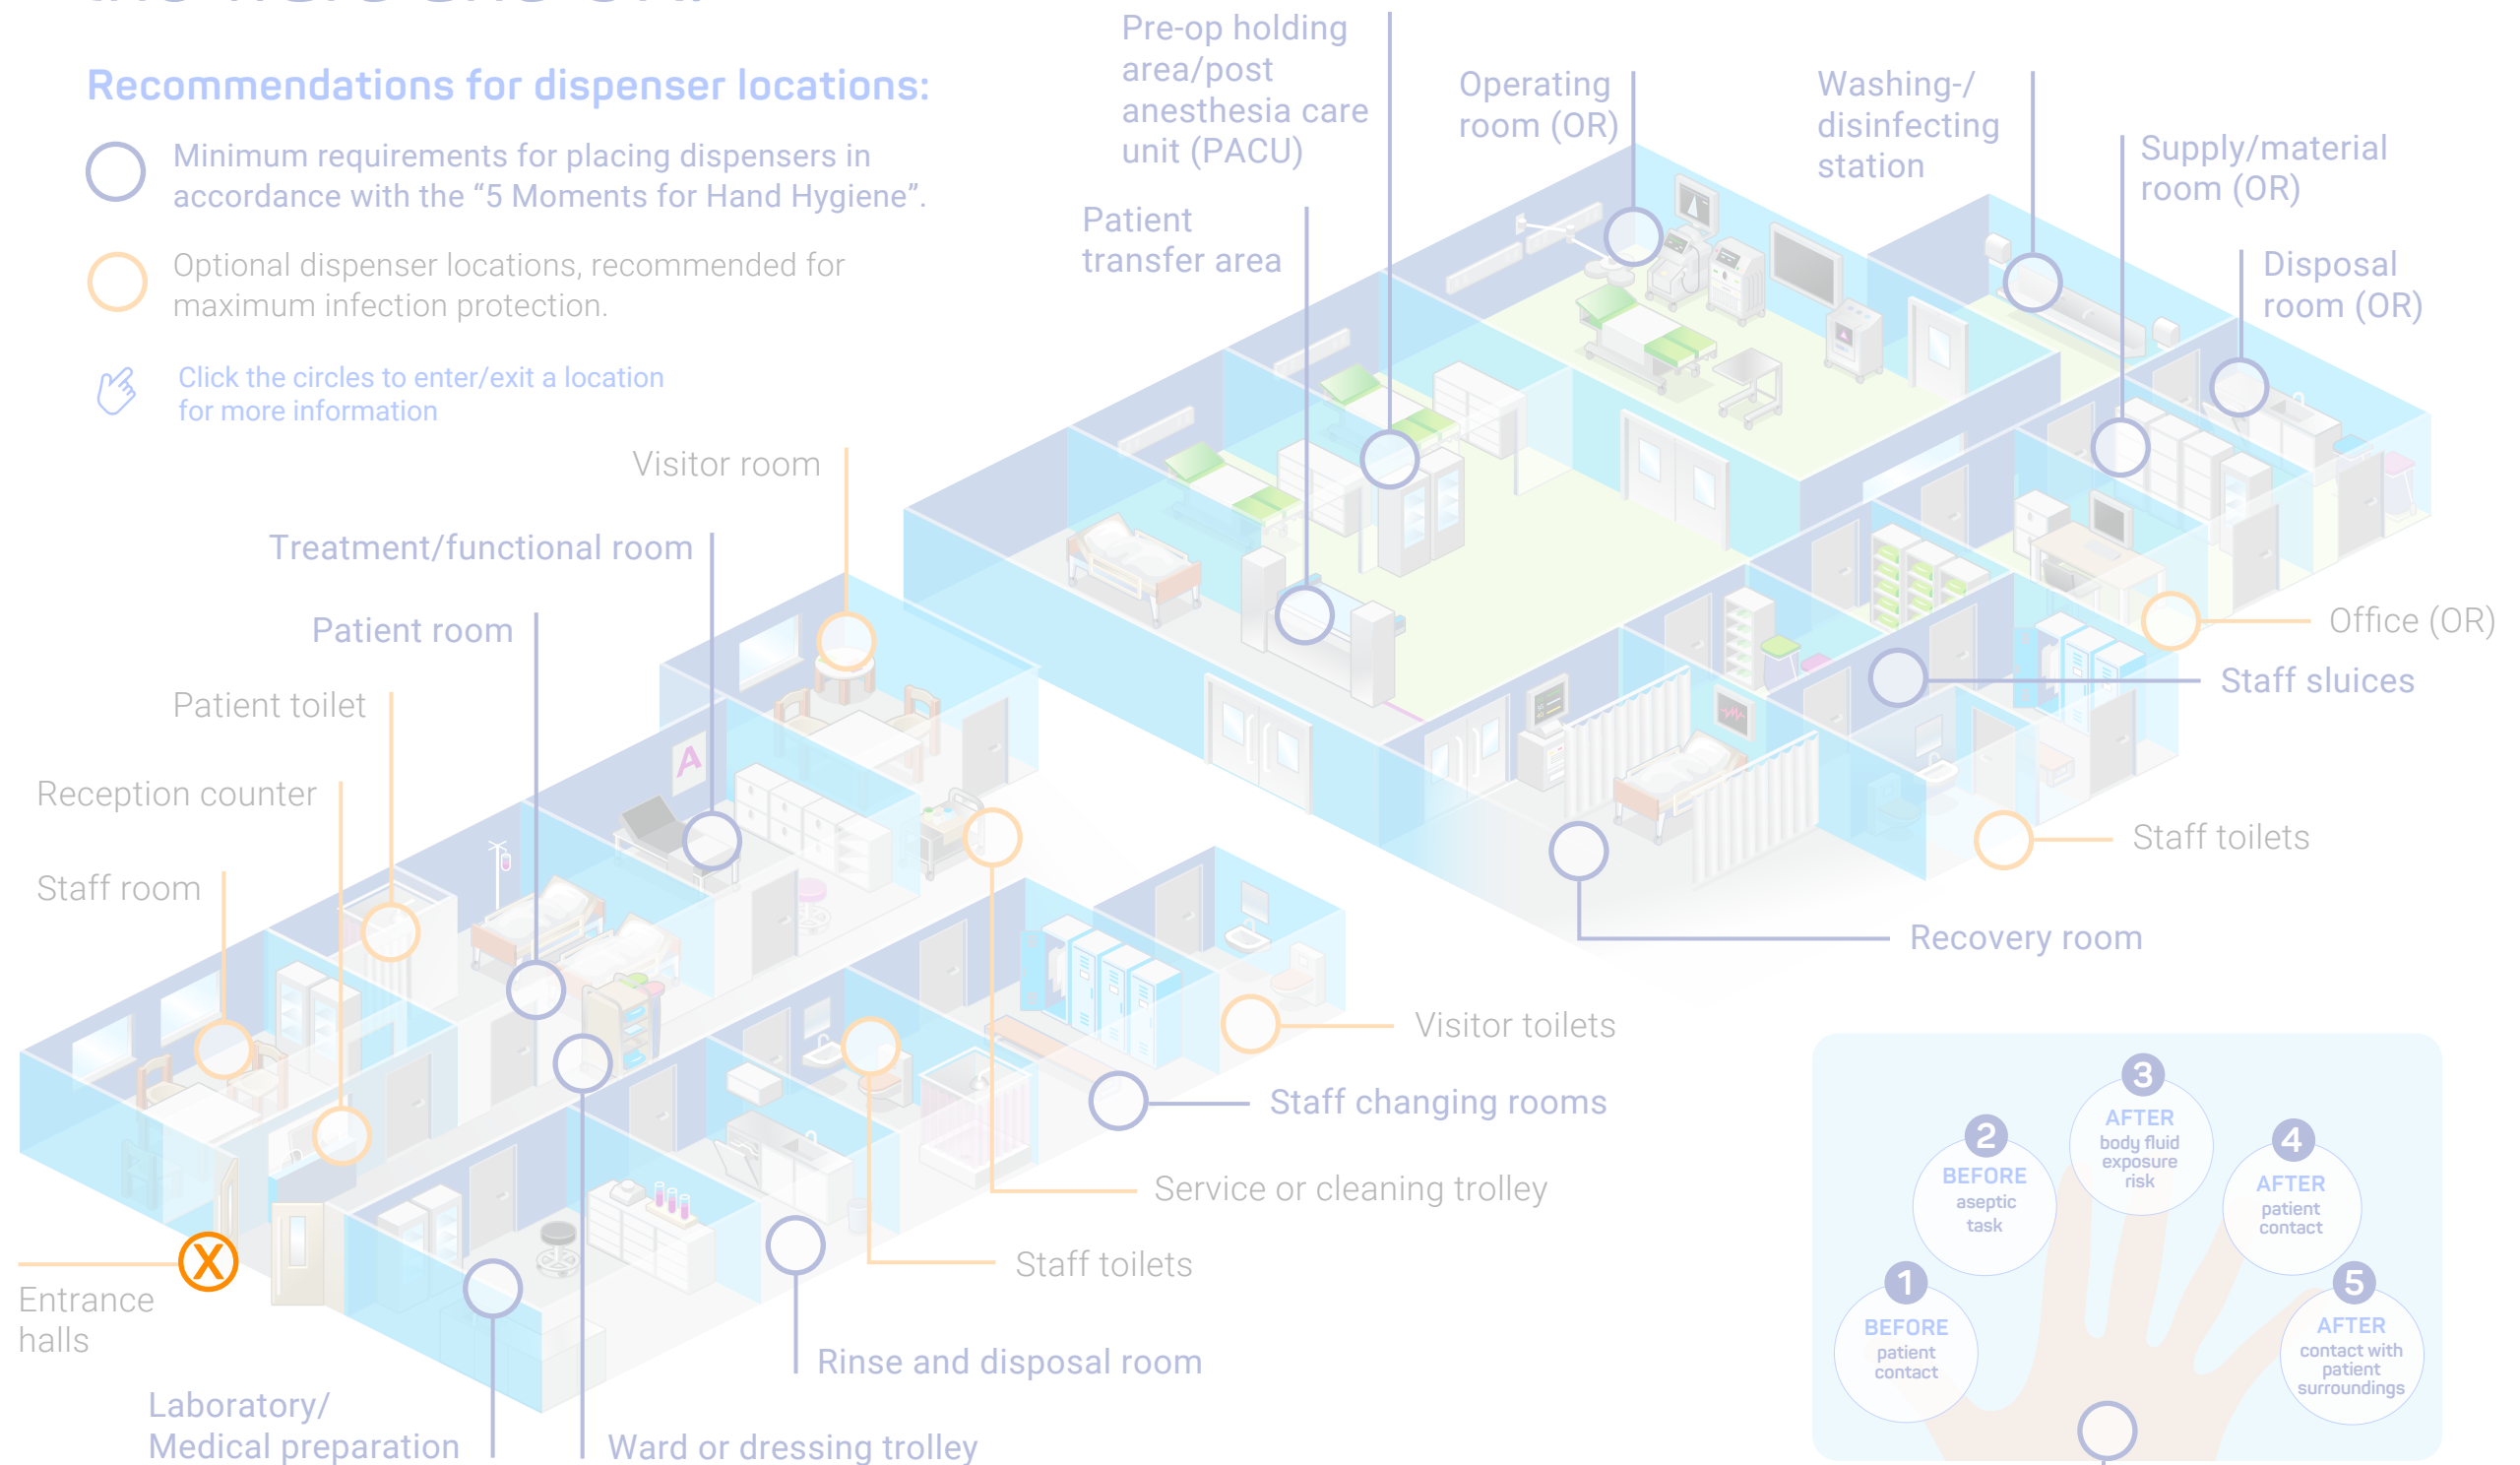 Recommendations for dispenser locations:
Minimum requirements for placing dispensers in
accordance with the “5 Moments for Hand Hygiene”.
Optional dispenser locations, recommended for
maximum infection protection.
Click the circles to enter/exit a location
for more information
Pre-op holding
area/post
anesthesia care
unit (PACU)
Operating
room (OR)
Washing-/
disinfecting
station
Supply/material
room (OR)
Disposal
room (OR)
Patient
transfer area
Visitor room
Treatment/functional room
Patient room
Patient toilet
Reception counter
Staff room
Office (OR)
Staff sluices
Staff toilets
Recovery room
Visitor toilets
Staff changing rooms
Service or cleaning trolley
Staff toilets
Rinse and disposal room
Ward or dressing trolley
Laboratory/
Medical preparation
X
Entrance
halls
A
1
BEFORE
patient
contact
2
BEFORE
aseptic
task
3
AFTER
body fluid
exposure
risk
4
AFTER
patient
contact
5
AFTER
contact with
patient
surroundings